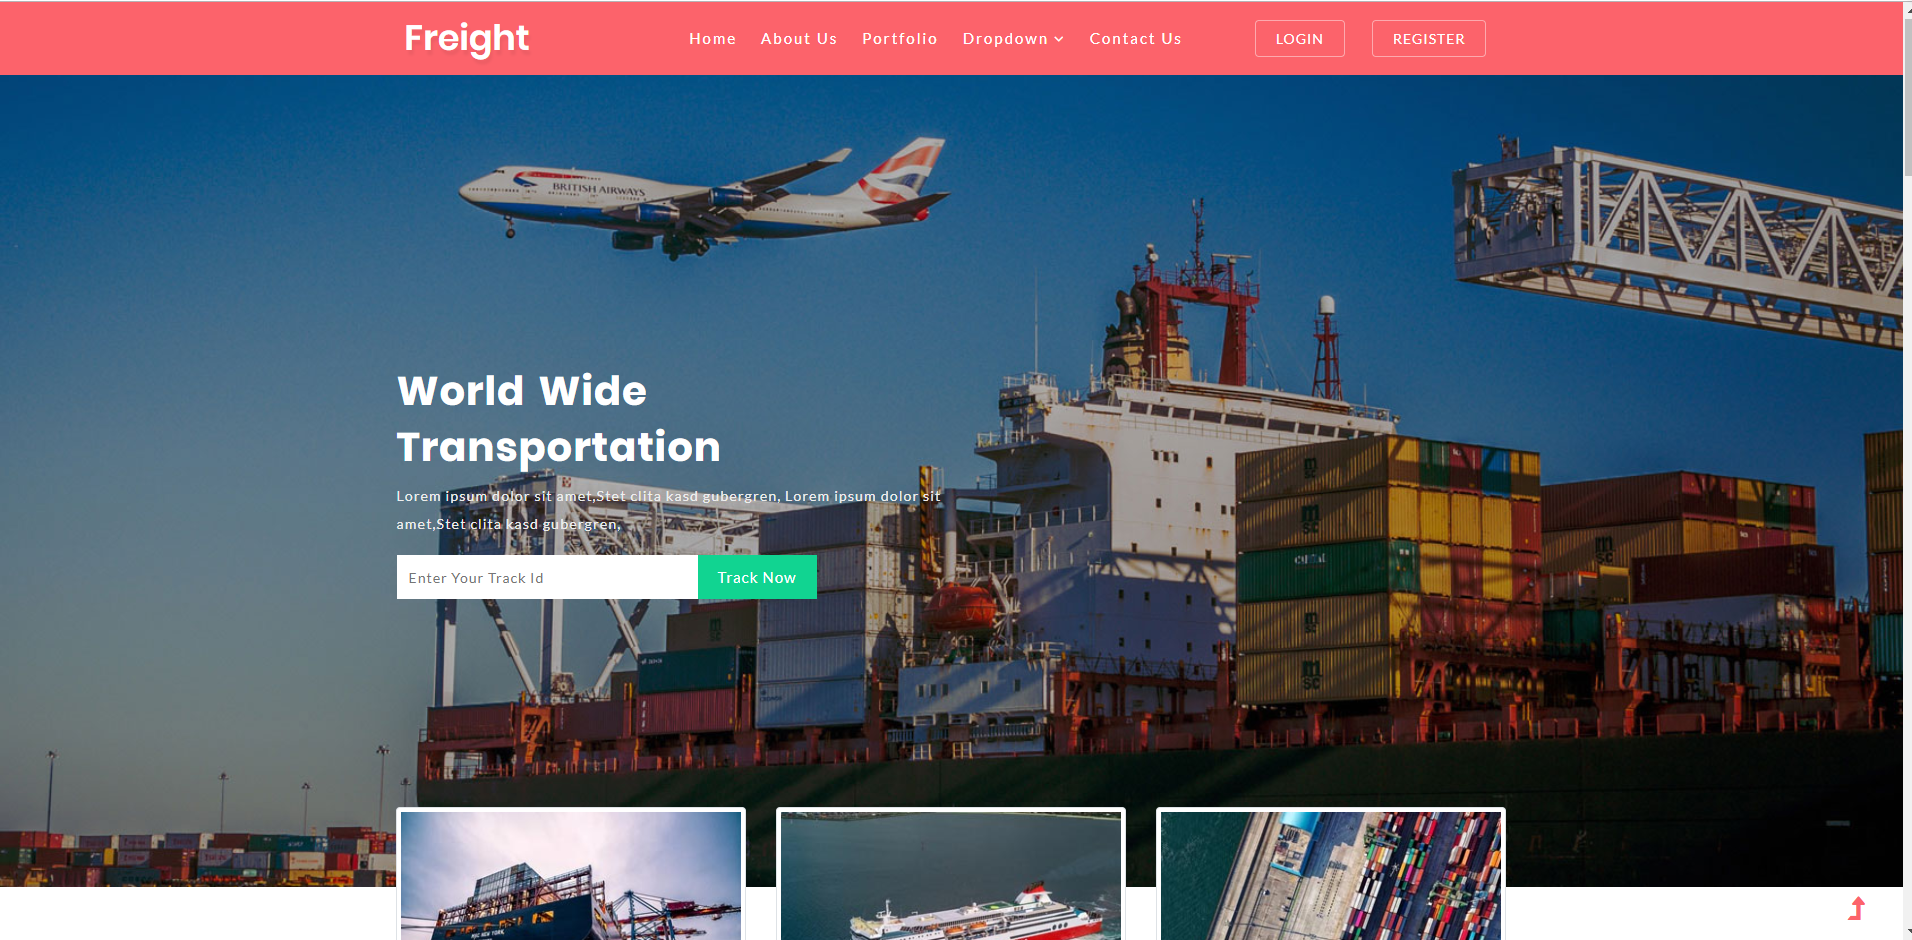 Freight
Home About Us Portfolio Dropdown Contact Us LOGIN REGISTER
BRITISH AIRWAYS
World Wide
Transportation
Lorem ipsum dolor sit amet,Stet clita kasd gubergren, Lorem ipsum dolor sit
amet,Stet clita kasd gubergren,
Enter Your Track Id Track Now